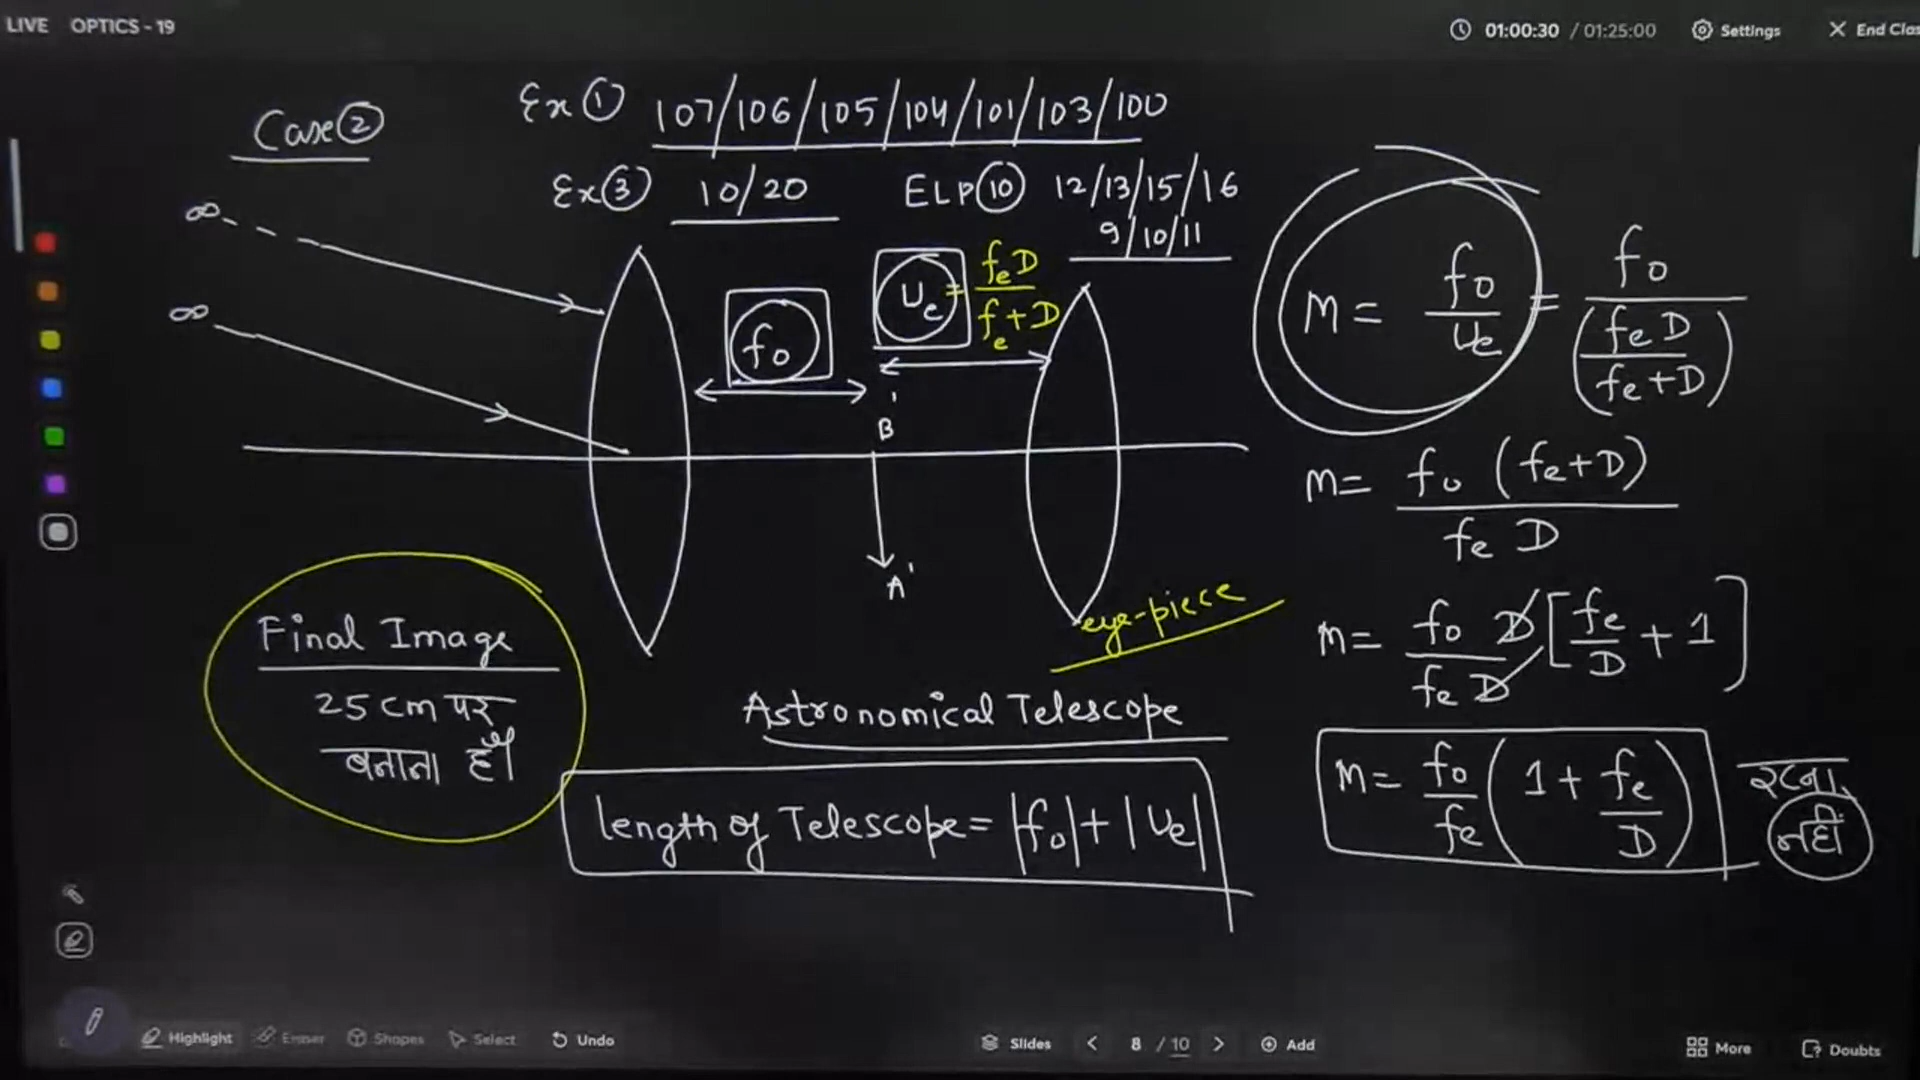 LIVE OPTICS - 19
01:00:30 / 01:25:00 Settings X End Clas
Case ②
Ex ① 107/106/105/104/101/103/100
Ex ③ 10/20 ELP ⑩ 12/13/15/16
9/10/11
∞
∞
f₀
Uₑ = fₑD / fₑ+D
B'
A'
eye-piece
m = f₀/Uₑ = f₀ / (fₑD / fₑ+D)
m = f₀ (fₑ+D) / fₑ D
m = f₀ D / fₑ D [fₑ/D + 1]
m = f₀/fₑ (1 + fₑ/D) रटना
नहीं
Final Image
25 cm पर
बनाना है।
Astronomical Telescope
length of Telescope = |f₀| + |Uₑ|
Highlight Eraser Shapes Select Undo Slides < 8 / 10 > Add More Doubts